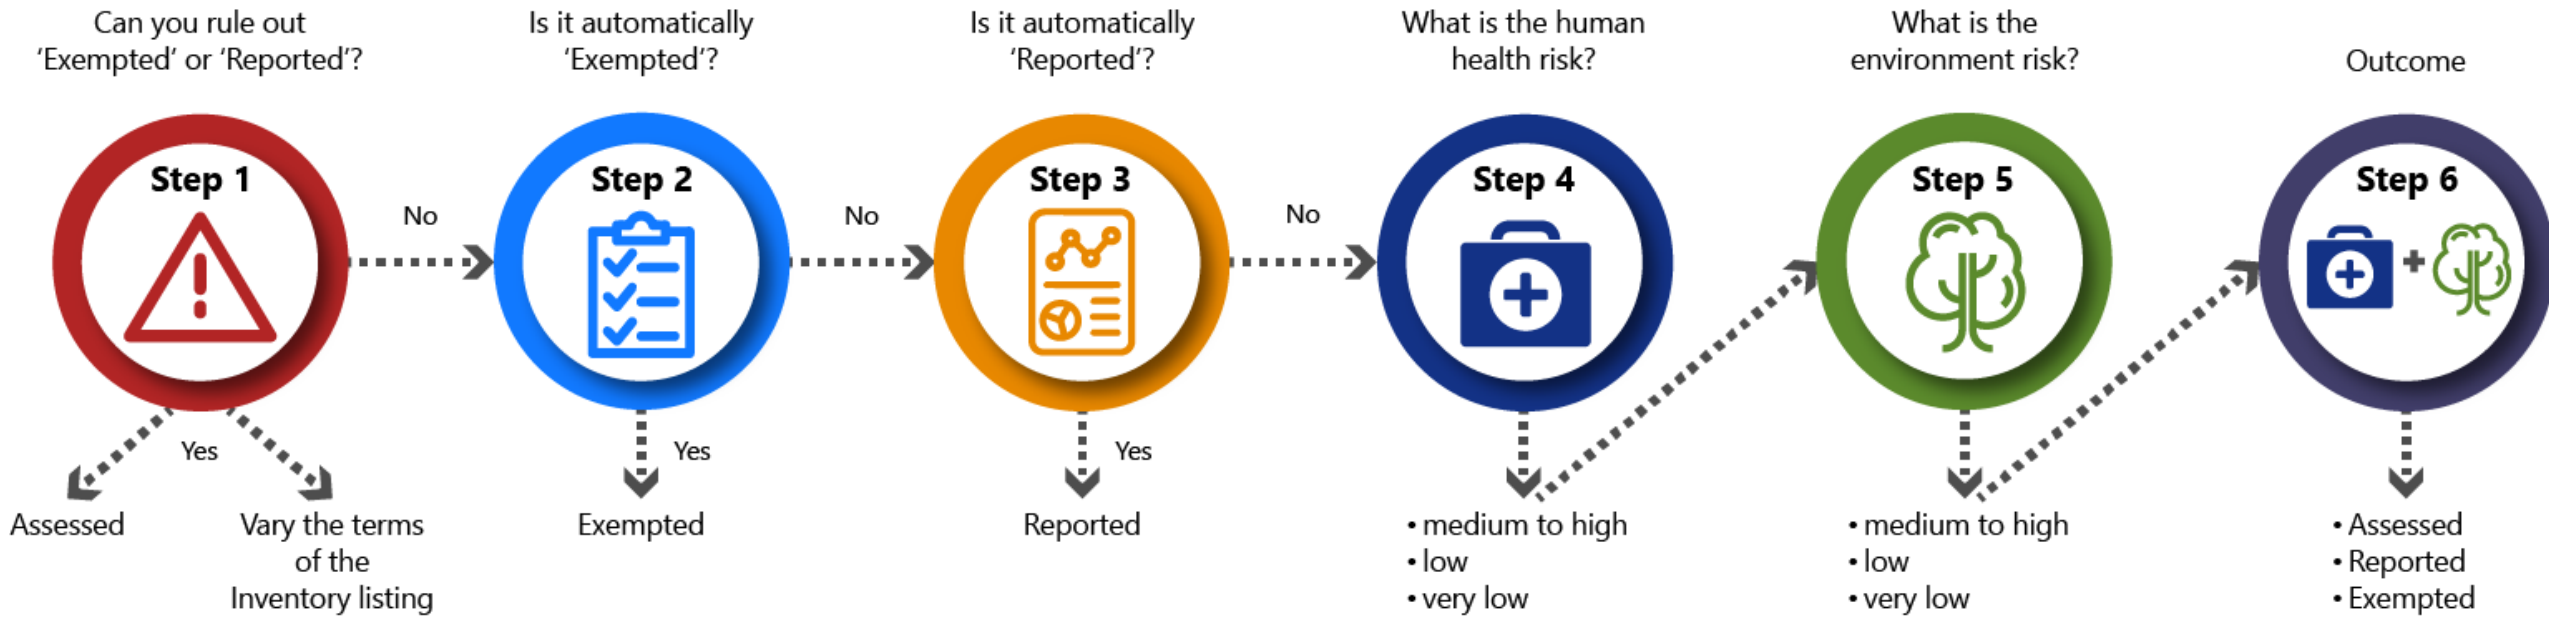 Can you rule out
‘Exempted’ or ‘Reported’?
Is it automatically
‘Exempted’?
Is it automatically
‘Reported’?
What is the human
health risk?
What is the
environment risk?
Outcome
Step 1
Step 2
Step 3
Step 4
Step 5
Step 6
No
No
No
Yes
Yes
Yes
Assessed
Vary the terms
of the
Inventory listing
Exempted
Reported
• medium to high
• low
• very low
• medium to high
• low
• very low
• Assessed
• Reported
• Exempted